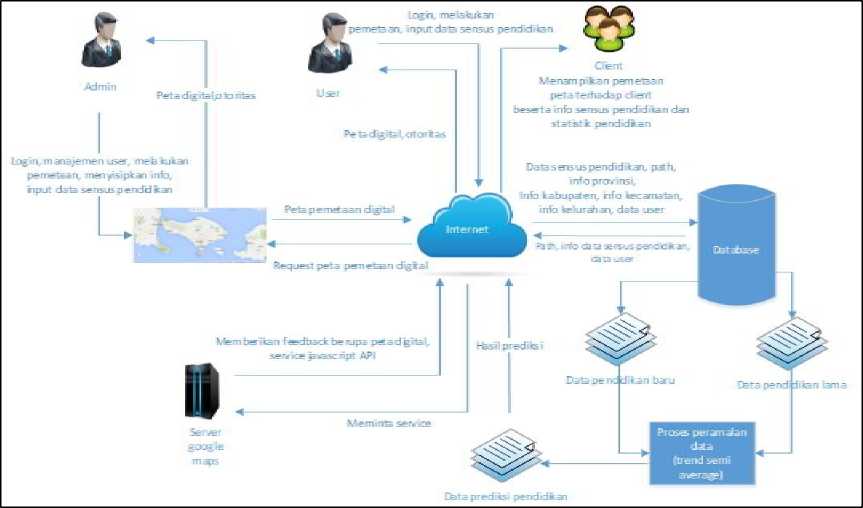 Login, melakukan
pemetaan, input data sensus pendidikan
Admin
User
Client
Menampilkan pemetaan
peta terhadap client
beserta info sensus pendidikan dan
statistik pendidikan
Peta digital,otoritas
Peta digital, otoritas
Login, manajemen user, melakukan
pemetaan, menyisipkan info,
input data sensus pendidikan
Data sensus pendidikan, path,
info provinsi,
Info kabupaten, info kecamatan,
info kelurahan, data user
Peta pemetaan digital
Internet
Path, info data sensus pendidikan,
data user
Database
Request peta pemetaan digital
Memberikan feedback berupa peta digital,
service javascript API
Hasil prediksi
Data pendidikan baru
Data pendidikan lama
Meminta service
Server
google
maps
Proses peramalan
data
(trend semi
average)
Data prediksi pendidikan